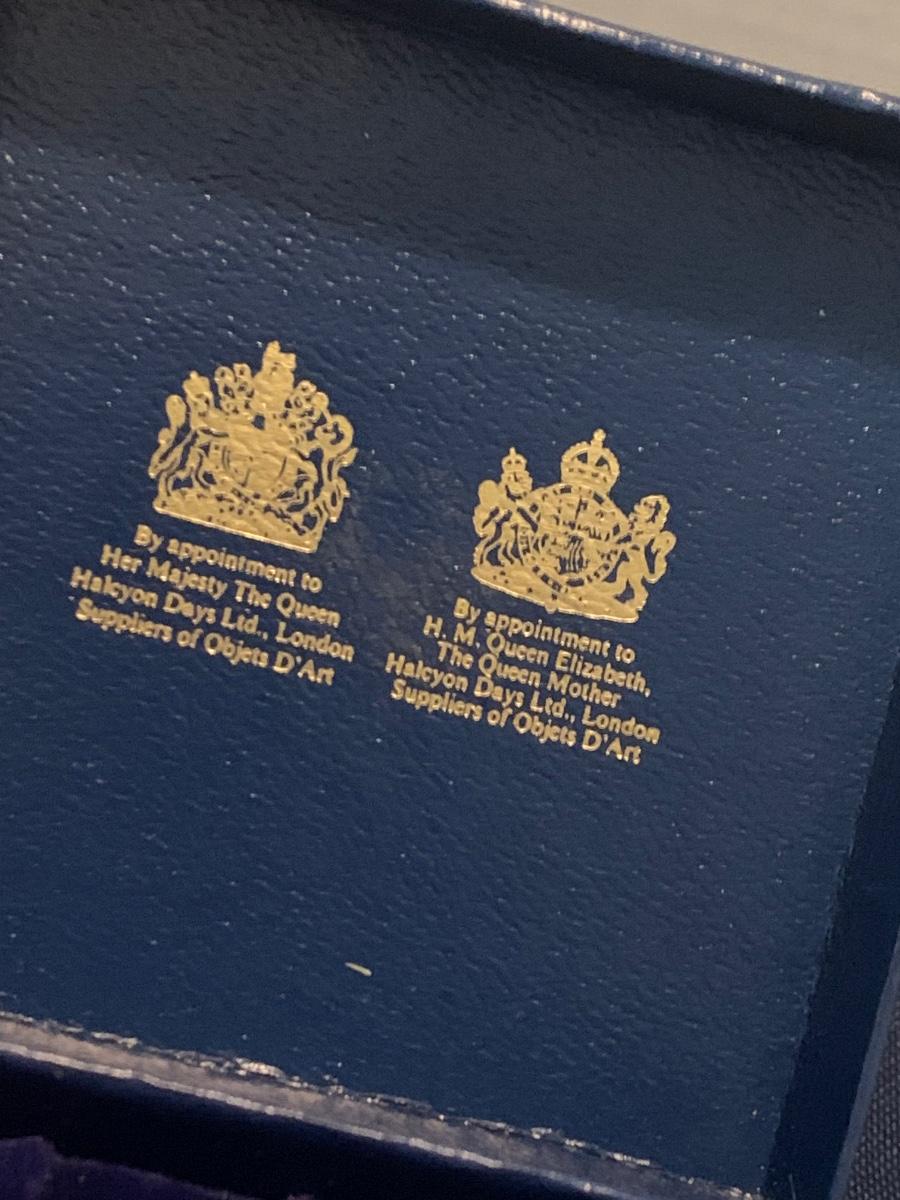 By appointment to
Her Majesty The Queen
Halcyon Days Ltd., London
Suppliers of Objets D'Art
By appointment to
H. M. Queen Elizabeth,
The Queen Mother
Halcyon Days Ltd., London
Suppliers of Objets D'Art